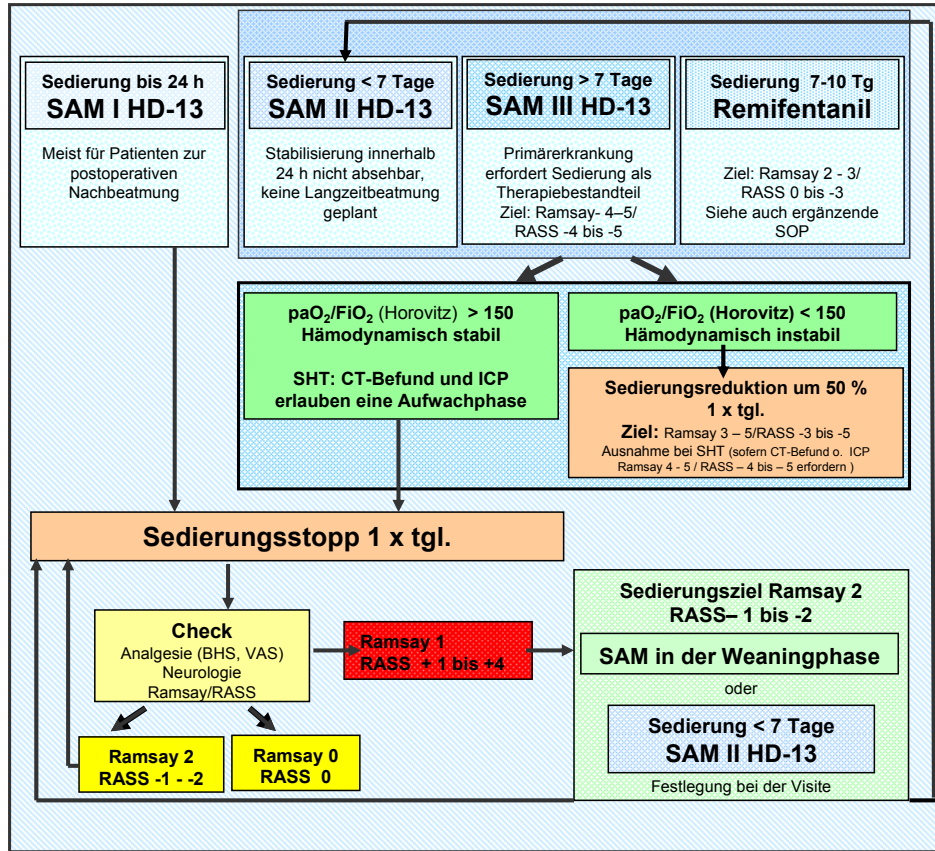 Sedierung bis 24 h
SAM I HD-13
Meist für Patienten zur
postoperativen
Nachbeatmung
Sedierung < 7 Tage
SAM II HD-13
Stabilisierung innerhalb
24 h nicht absehbar,
keine Langzeitbeatmung
geplant
Sedierung > 7 Tage
SAM III HD-13
Primärerkrankung
erfordert Sedierung als
Therapiebestandteil
Ziel: Ramsay- 4–5/
RASS -4 bis -5
Sedierung 7-10 Tg
Remifentanil
Ziel: Ramsay 2 - 3/
RASS 0 bis -3
Siehe auch ergänzende
SOP
paO₂/FiO₂ (Horovitz) > 150
Hämodynamisch stabil
SHT: CT-Befund und ICP
erlauben eine Aufwachphase
paO₂/FiO₂ (Horovitz) < 150
Hämodynamisch instabil
Sedierungsreduktion um 50 %
1 x tgl.
Ziel: Ramsay 3 – 5/RASS -3 bis -5
Ausnahme bei SHT (sofern CT-Befund o. ICP
Ramsay 4 - 5 / RASS – 4 bis – 5 erfordern )
Sedierungsstopp 1 x tgl.
Check
Analgesie (BHS, VAS)
Neurologie
Ramsay/RASS
Ramsay 1
RASS + 1 bis +4
Ramsay 2
RASS -1 - -2
Ramsay 0
RASS 0
Sedierungsziel Ramsay 2
RASS– 1 bis -2
SAM in der Weaningphase
oder
Sedierung < 7 Tage
SAM II HD-13
Festlegung bei der Visite